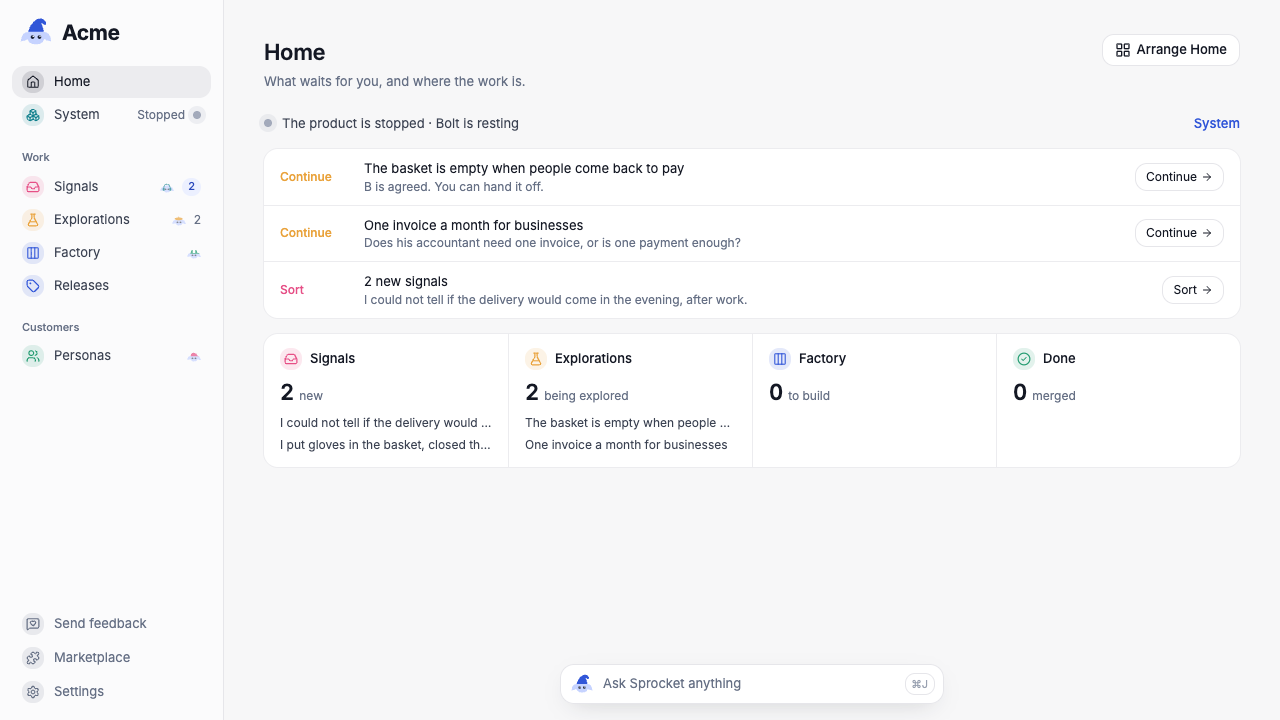 Acme
Home
System
Stopped
Work
Signals
2
Explorations
2
Factory
Releases
Customers
Personas
Send feedback
Marketplace
Settings
Home
What waits for you, and where the work is.
Arrange Home
The product is stopped · Bolt is resting
System
Continue
The basket is empty when people come back to pay
B is agreed. You can hand it off.
Continue →
Continue
One invoice a month for businesses
Does his accountant need one invoice, or is one payment enough?
Continue →
Sort
2 new signals
I could not tell if the delivery would come in the evening, after work.
Sort →
Signals
2 new
I could not tell if the delivery would ...
I put gloves in the basket, closed th...
Explorations
2 being explored
The basket is empty when people ...
One invoice a month for businesses
Factory
0 to build
Done
0 merged
Ask Sprocket anything
⌘J